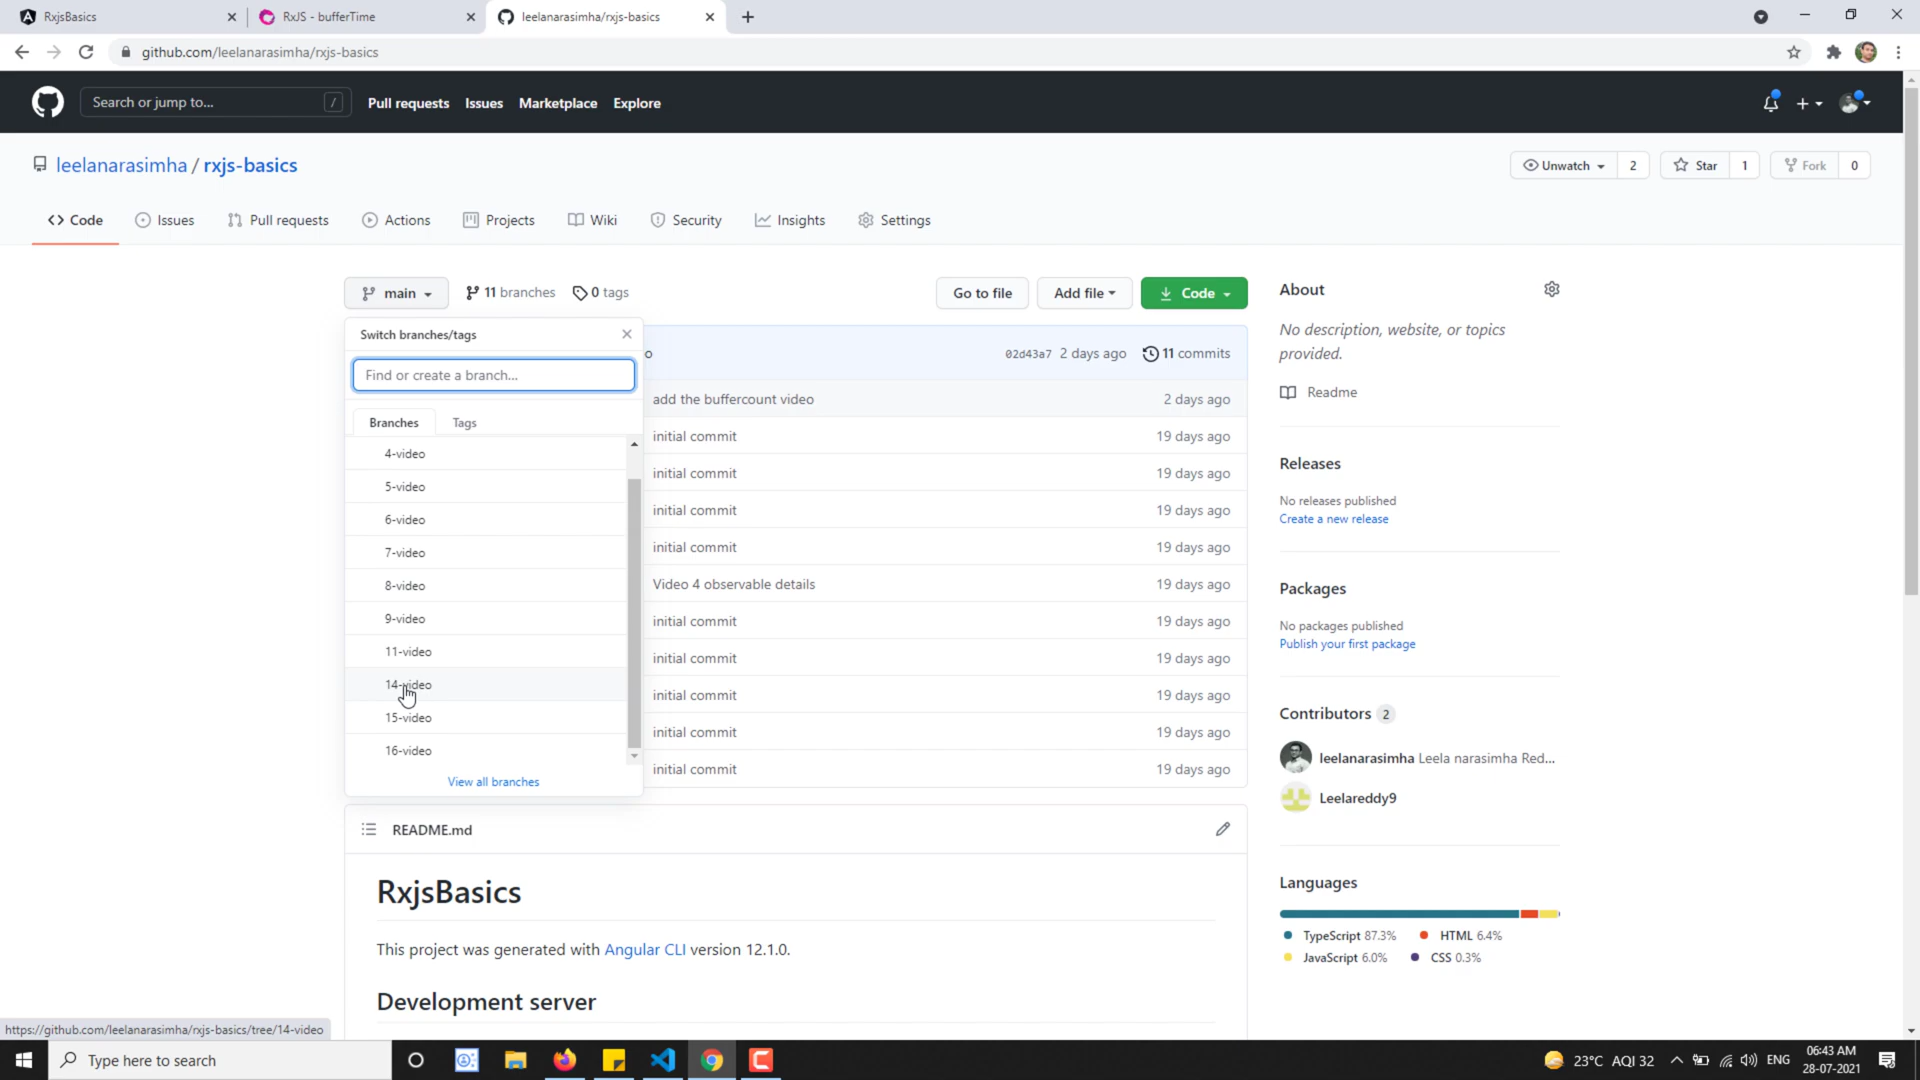 RxjsBasics
RxJS - bufferTime
leelanarasimha/rxjs-basics
github.com/leelanarasimha/rxjs-basics
Search or jump to...
/
Pull requests
Issues
Marketplace
Explore
leelanarasimha / rxjs-basics
Unwatch
2
Star
1
Fork
0
Code
Issues
Pull requests
Actions
Projects
Wiki
Security
Insights
Settings
main
11 branches
0 tags
Go to file
Add file
Code
Switch branches/tags
Find or create a branch...
Branches
Tags
4-video
5-video
6-video
7-video
8-video
9-video
11-video
14-video
15-video
16-video
View all branches
o
02d43a7 2 days ago
11 commits
add the buffercount video
2 days ago
initial commit
19 days ago
initial commit
19 days ago
initial commit
19 days ago
initial commit
19 days ago
Video 4 observable details
19 days ago
initial commit
19 days ago
initial commit
19 days ago
initial commit
19 days ago
initial commit
19 days ago
initial commit
19 days ago
README.md
RxjsBasics
This project was generated with Angular CLI version 12.1.0.
Development server
About
No description, website, or topics
provided.
Readme
Releases
No releases published
Create a new release
Packages
No packages published
Publish your first package
Contributors 2
leelanarasimha Leela narasimha Red...
Leelareddy9
Languages
TypeScript 87.3%
HTML 6.4%
JavaScript 6.0%
CSS 0.3%
https://github.com/leelanarasimha/rxjs-basics/tree/14-video
Type here to search
23°C AQI 32
ENG
06:43 AM
28-07-2021